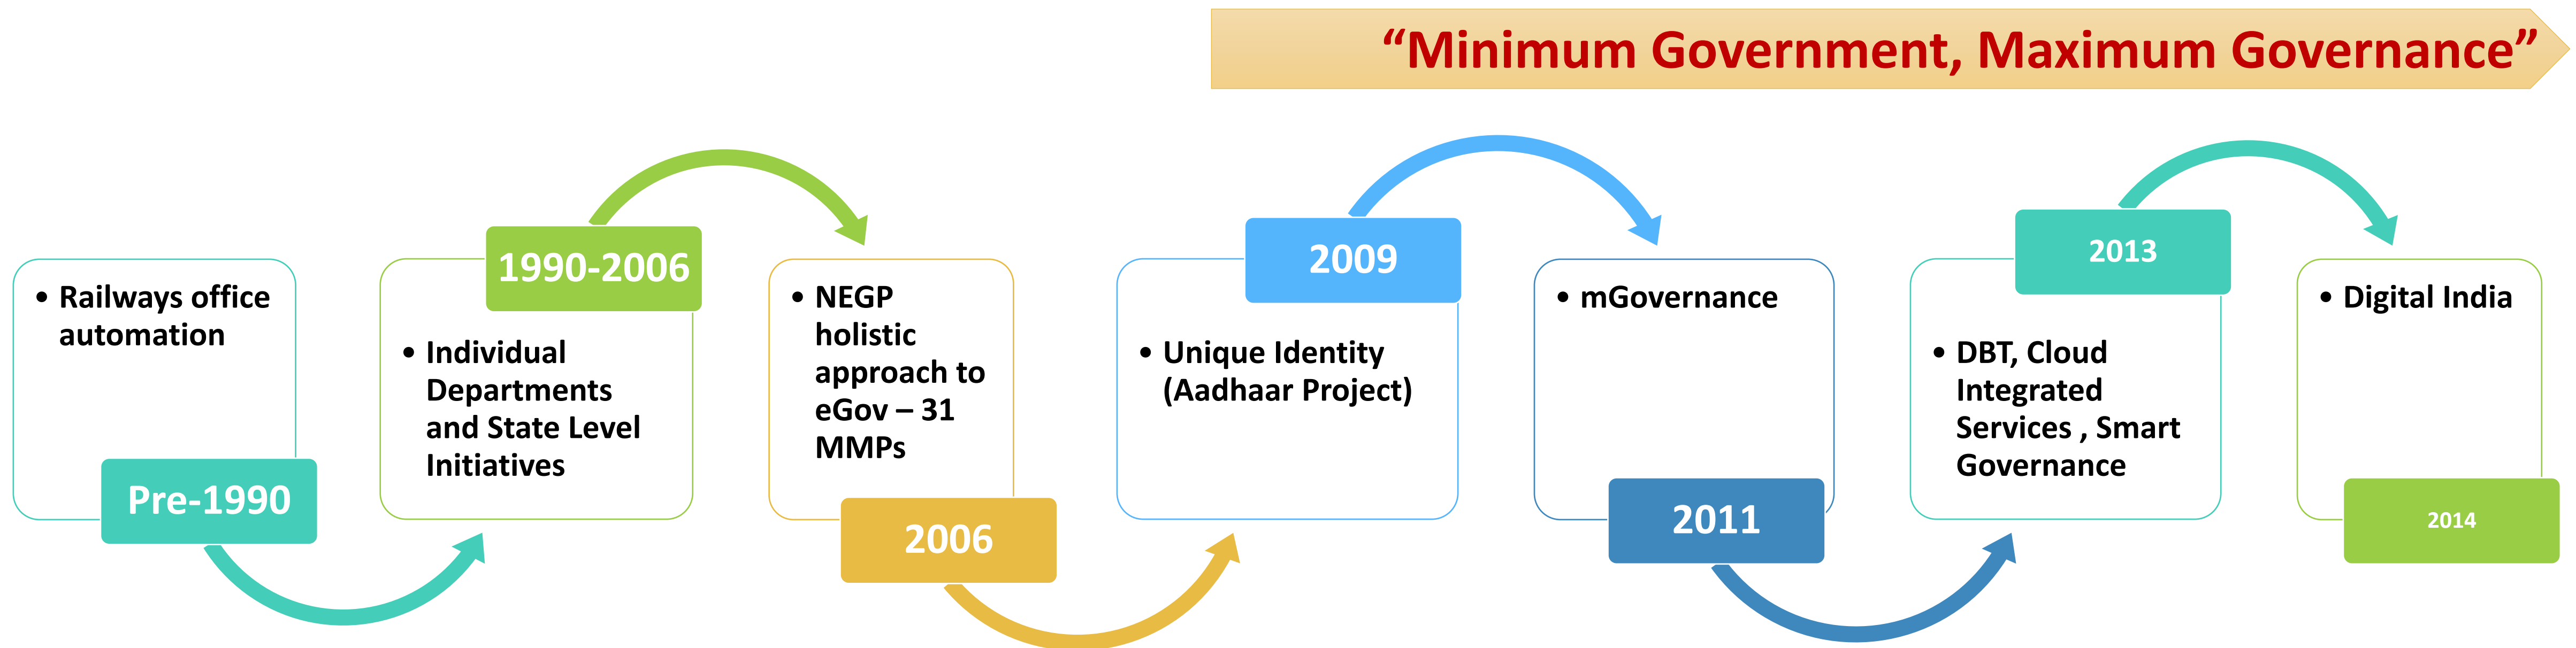 “Minimum Government, Maximum Governance”
• Railways office
automation
Pre-1990
1990-2006
• Individual
Departments
and State Level
Initiatives
• NEGP
holistic
approach to
eGov – 31
MMPs
2006
2009
• Unique Identity
(Aadhaar Project)
• mGovernance
2011
2013
• DBT, Cloud
Integrated
Services , Smart
Governance
• Digital India
2014